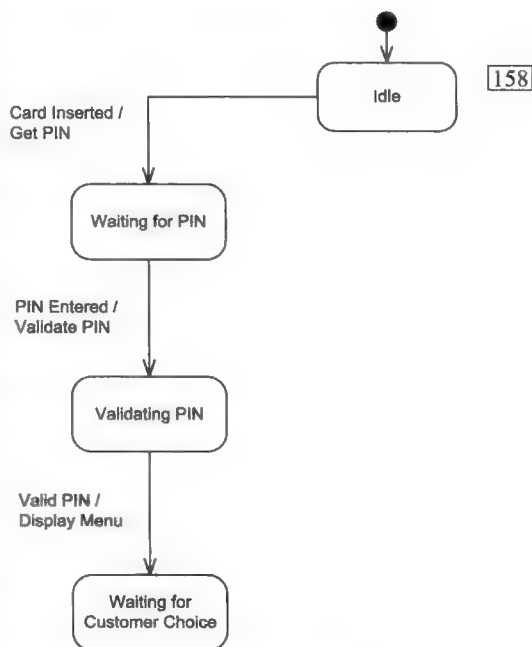 Idle
158
Card Inserted /
Get PIN
Waiting for PIN
PIN Entered /
Validate PIN
Validating PIN
Valid PIN /
Display Menu
Waiting for
Customer Choice